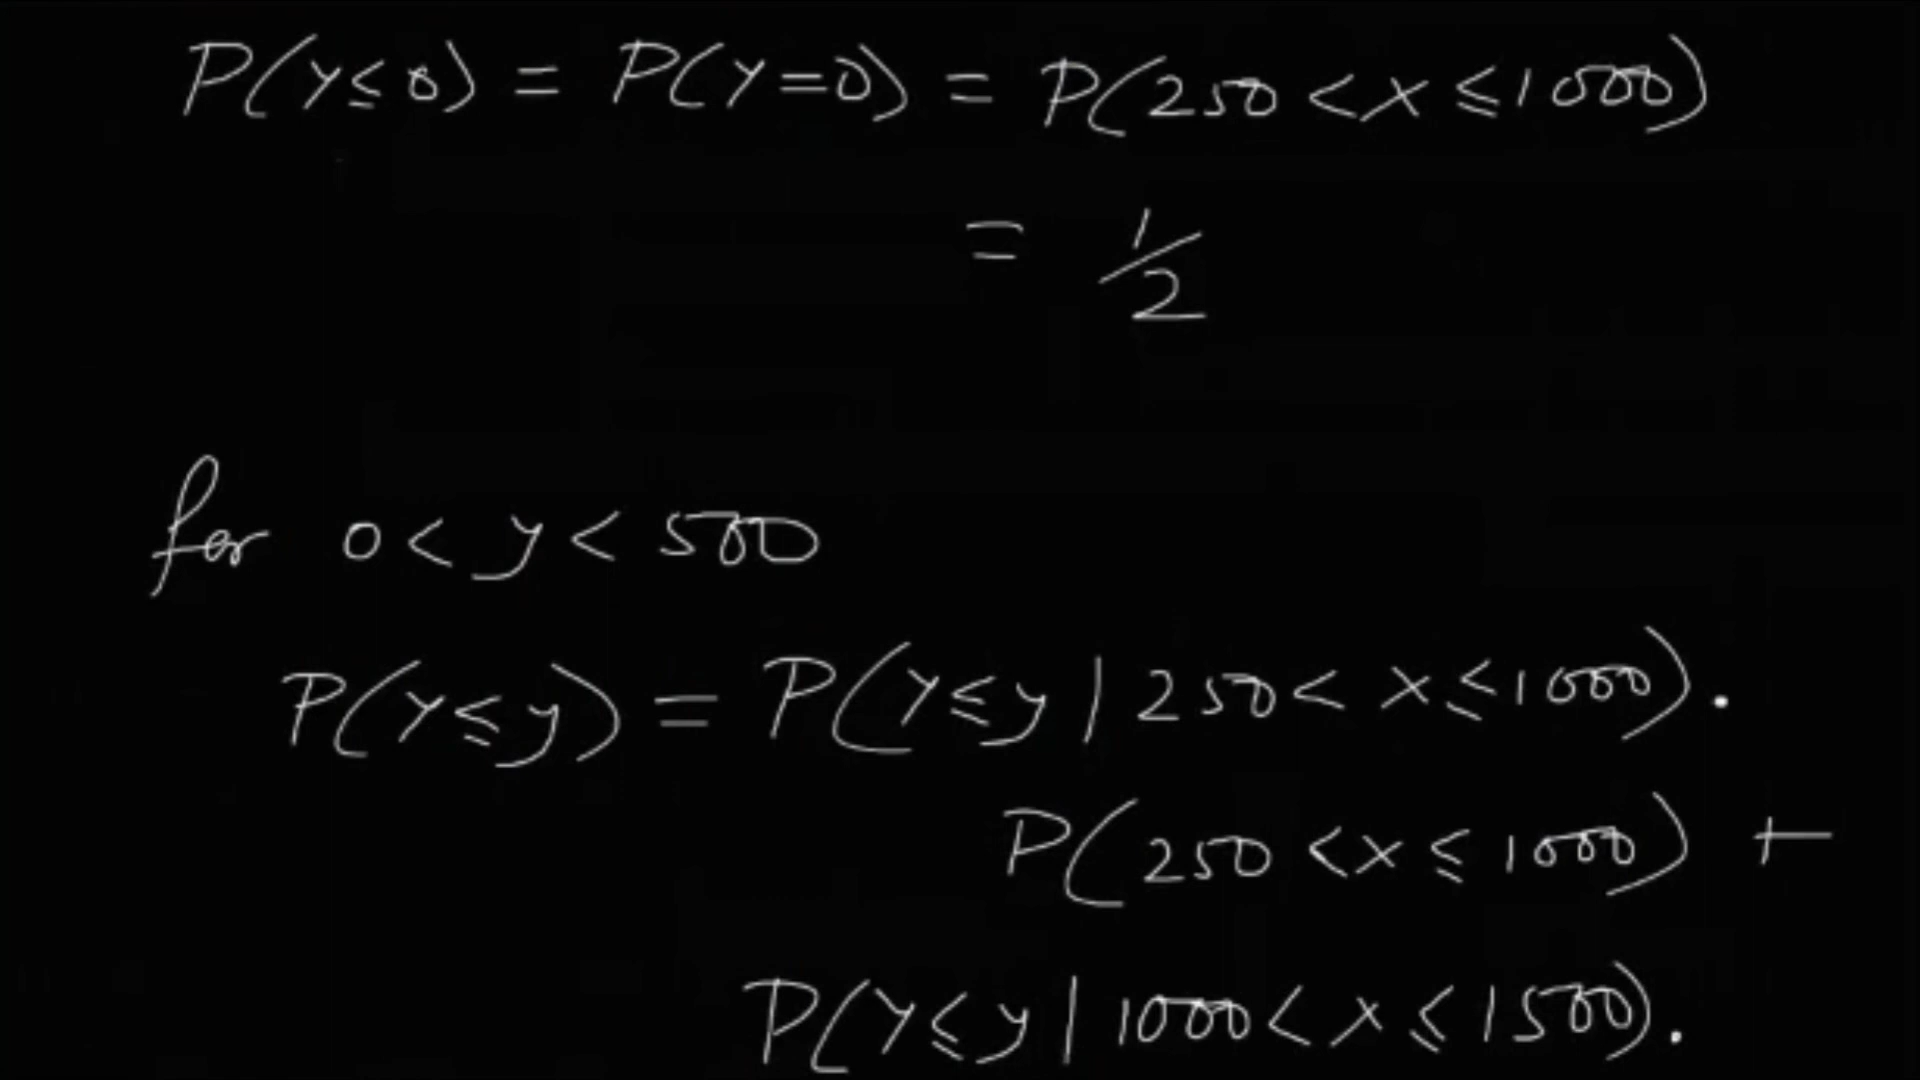 P(Y≤0) = P(Y=0) = P(250<X≤1000)
= 1/2
for 0<y<500
P(Y≤y) = P(Y≤y|250<X≤1000).
P(250<X≤1000) +
P(Y≤y|1000<X≤1500).